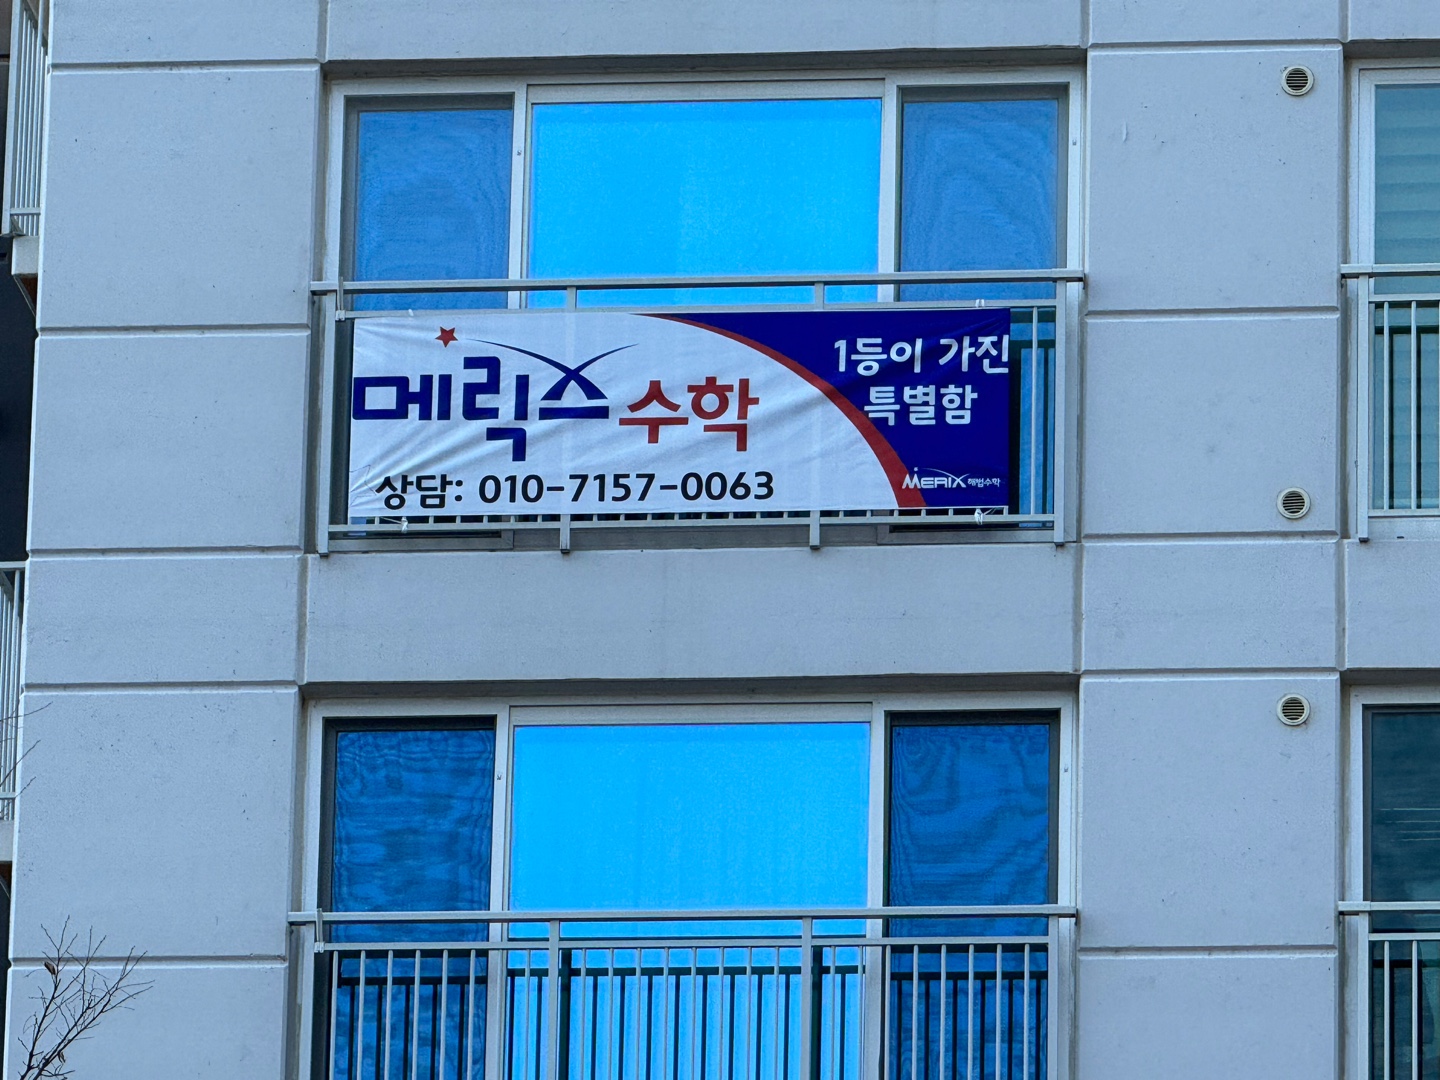 메릭스 수학
상담: 010-7157-0063
1등이 가진
특별함
MERIX 해법수학